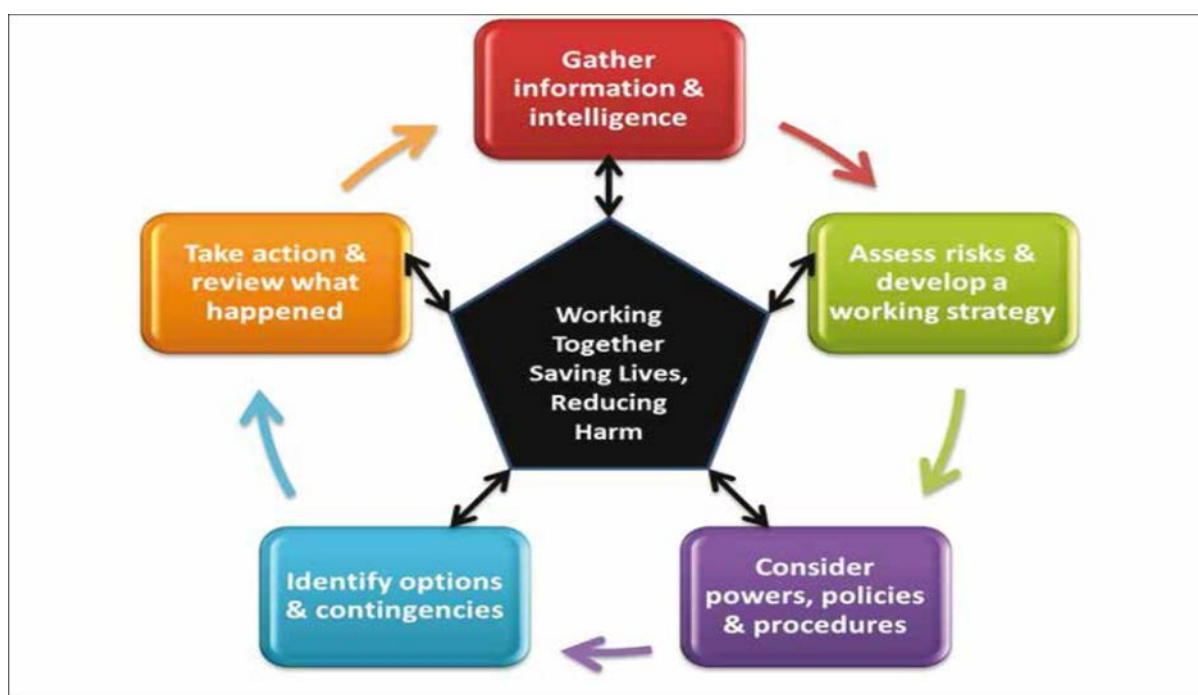 Gather
information &
intelligence
Assess risks &
develop a
working strategy
Consider
powers, policies
& procedures
Identify options
& contingencies
Take action &
review what
happened
Working
Together
Saving Lives,
Reducing
Harm